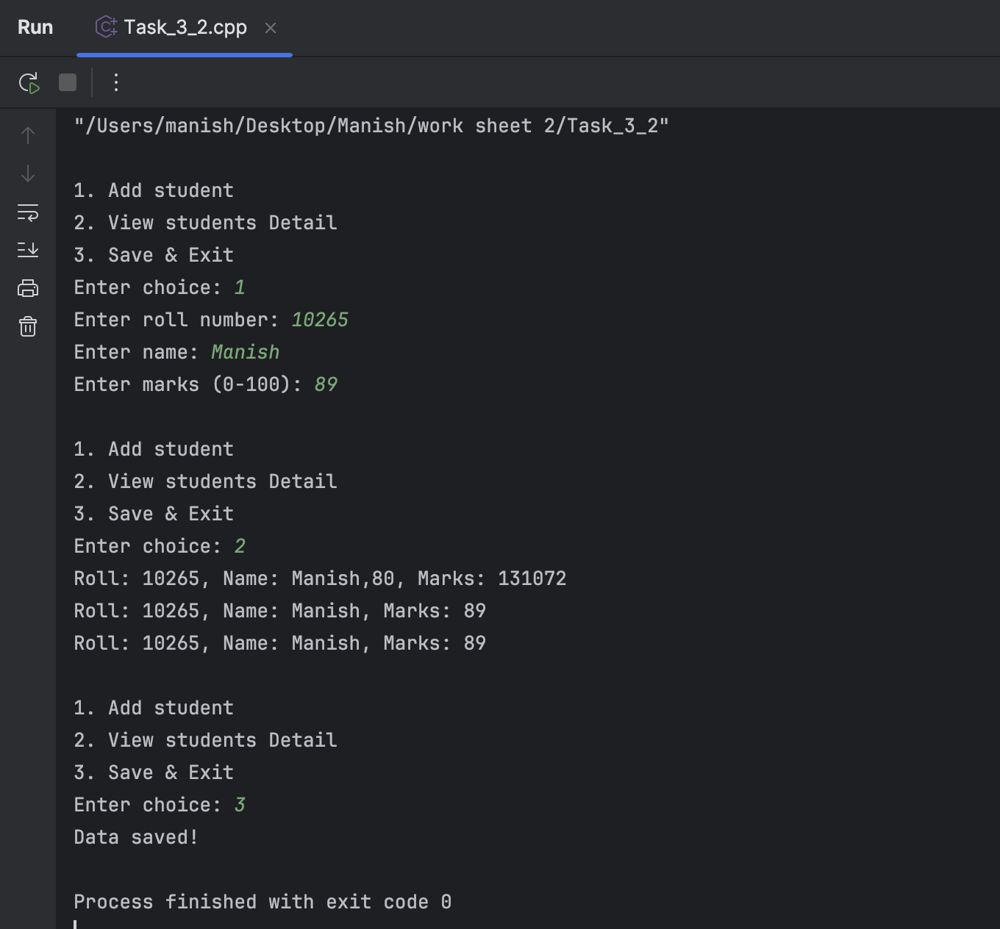 Run Task_3_2.cpp
"/Users/manish/Desktop/Manish/work sheet 2/Task_3_2"
1. Add student
2. View students Detail
3. Save & Exit
Enter choice: 1
Enter roll number: 10265
Enter name: Manish
Enter marks (0-100): 89
1. Add student
2. View students Detail
3. Save & Exit
Enter choice: 2
Roll: 10265, Name: Manish,80, Marks: 131072
Roll: 10265, Name: Manish, Marks: 89
Roll: 10265, Name: Manish, Marks: 89
1. Add student
2. View students Detail
3. Save & Exit
Enter choice: 3
Data saved!
Process finished with exit code 0